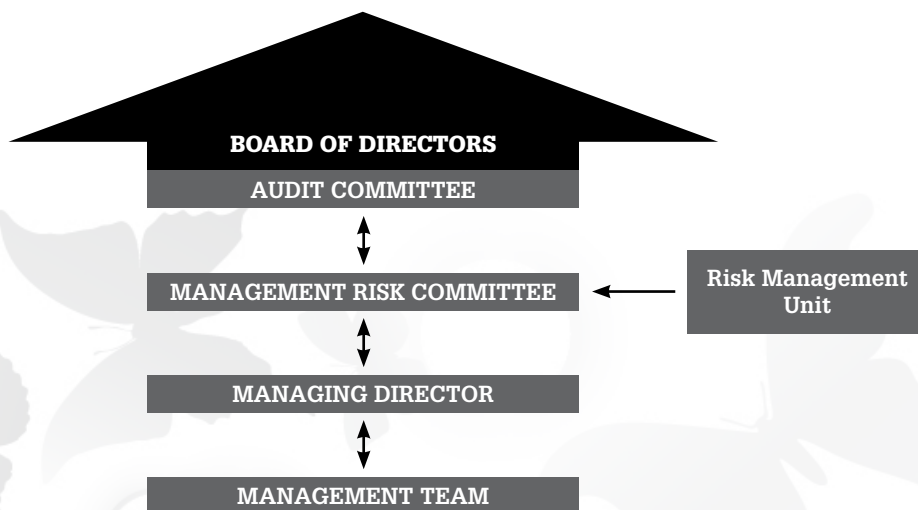 BOARD OF DIRECTORS
AUDIT COMMITTEE
MANAGEMENT RISK COMMITTEE
Risk Management
Unit
MANAGING DIRECTOR
MANAGEMENT TEAM